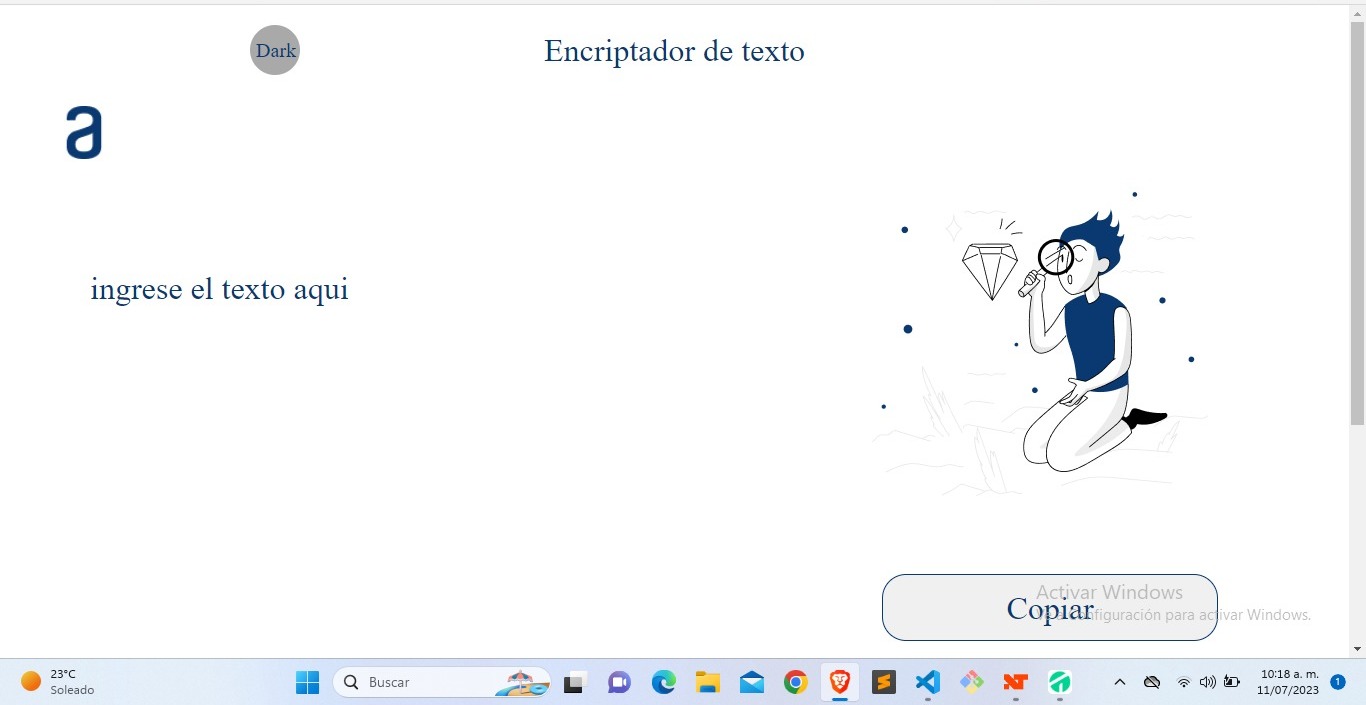 Dark
Encriptador de texto
a
ingrese el texto aqui
Copiar
Activar Windows
Configuración para activar Windows.
23°C
Soleado
Buscar
10:18 a. m.
11/07/2023
1